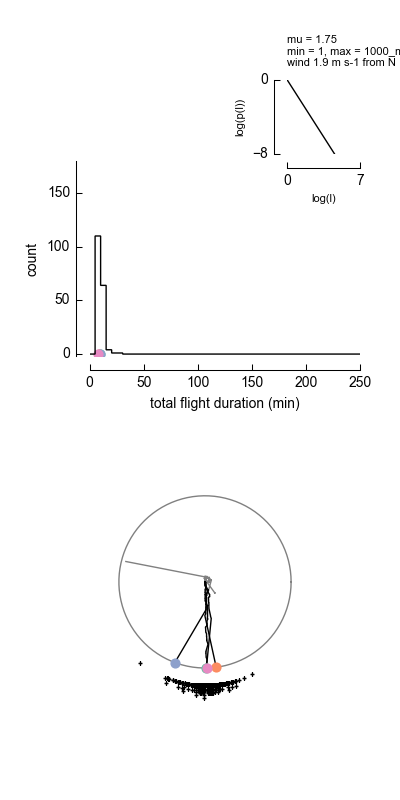 mu = 1.75
min = 1, max = 1000_m
wind 1.9 m s-1 from N
0
log(p(l))
−8
0
7
log(l)
150
100
count
50
0
0
50
100
150
200
250
total flight duration (min)